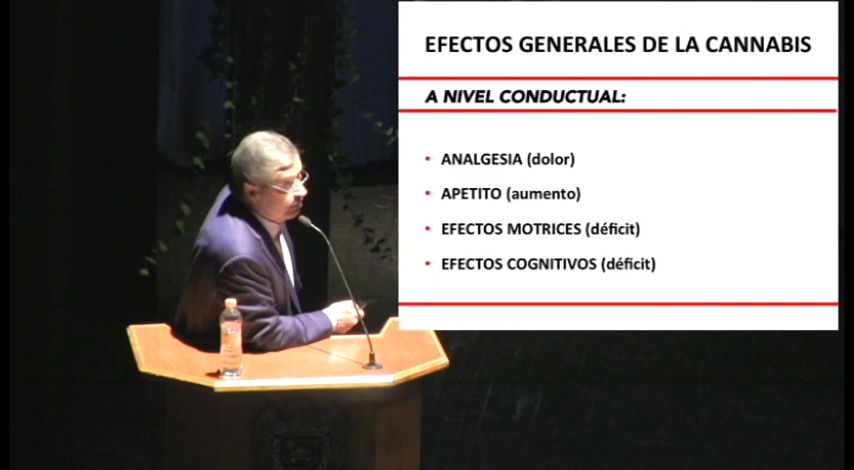 EFECTOS GENERALES DE LA CANNABIS
A NIVEL CONDUCTUAL:
• ANALGESIA (dolor)
• APETITO (aumento)
• EFECTOS MOTRICES (déficit)
• EFECTOS COGNITIVOS (déficit)